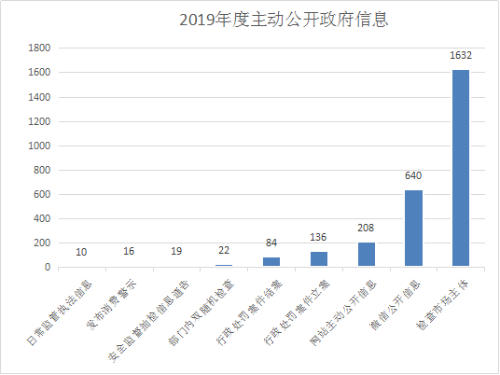 2019年度主动公开政府信息
1800
1600
1400
1200
1000
800
600
400
200
0
10
16
19
22
84
136
208
640
1632
日常监管执法信息
发布消费警示
安全监督抽检信息通告
部门内双随机检查
行政处罚案件结案
行政处罚案件立案
网站主动公开信息
微信公开信息
检查市场主体